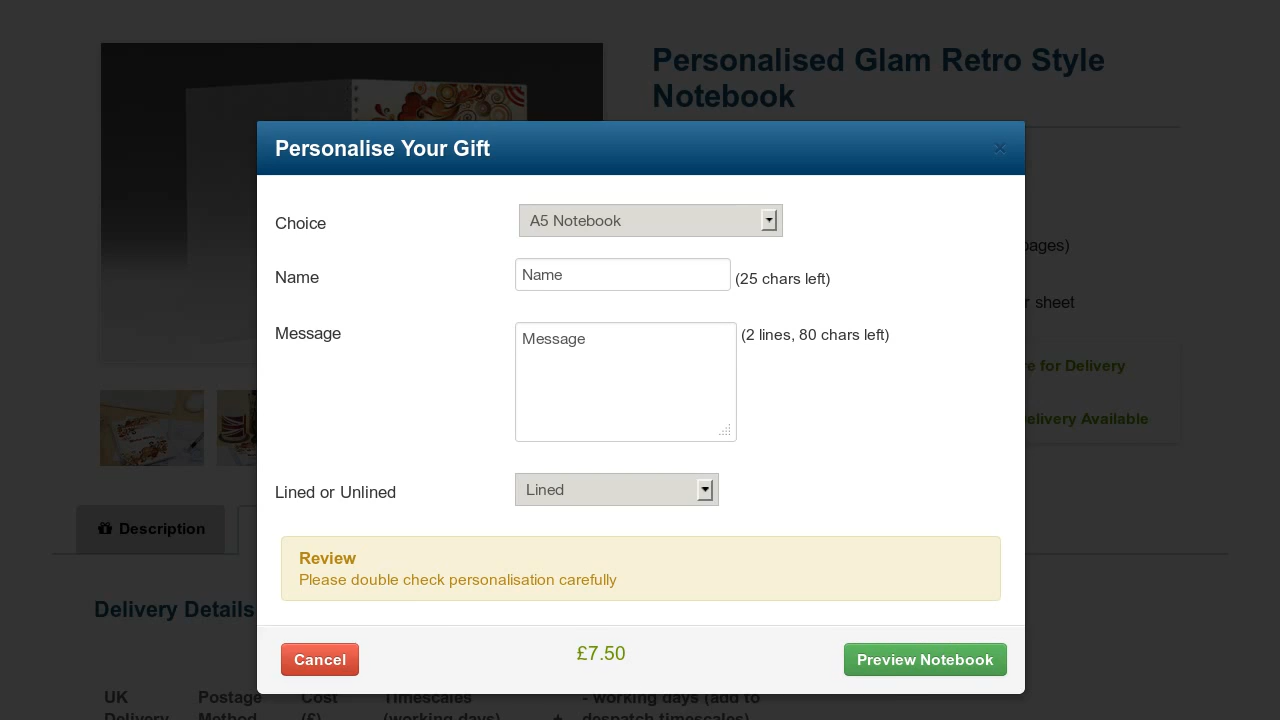 Personalised Glam Retro Style
Notebook
Personalise Your Gift
×
Choice
A5 Notebook
pages)
Name
Name
(25 chars left)
sheet
Message
Message
(2 lines, 80 chars left)
for Delivery
Delivery Available
Lined or Unlined
Lined
Description
Review
Please double check personalisation carefully
Delivery Details
Cancel
£7.50
Preview Notebook
UK
Delivery
Postage
Method
Cost
(£)
Timescales
(working days)
+
- working days (add to
despatch timescales)